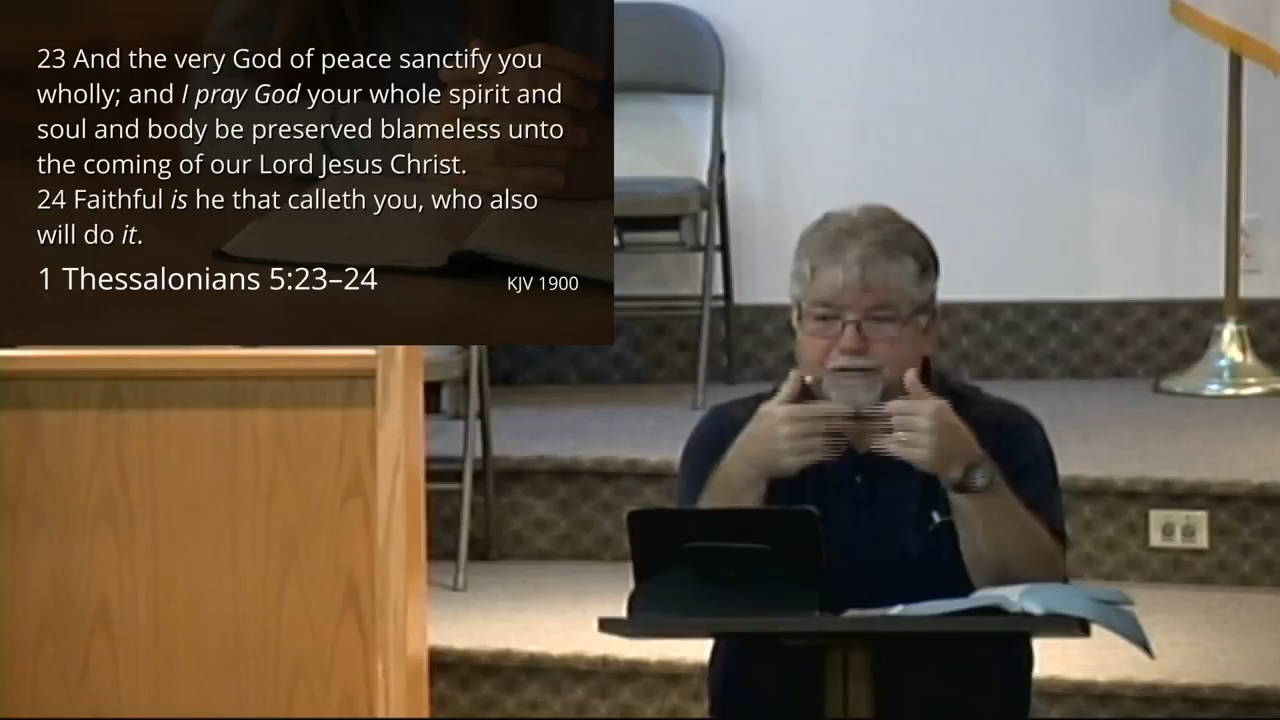 23 And the very God of peace sanctify you
wholly; and I pray God your whole spirit and
soul and body be preserved blameless unto
the coming of our Lord Jesus Christ.
24 Faithful is he that calleth you, who also
will do it.
1 Thessalonians 5:23–24
KJV 1900